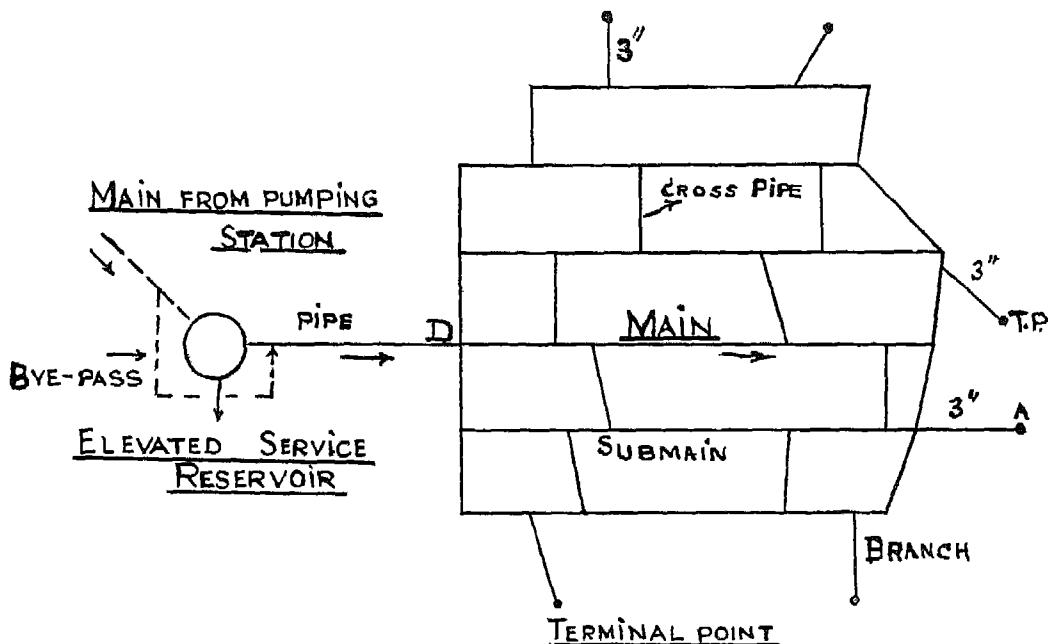 3"
MAIN FROM PUMPING
STATION
CROSS PIPE
3"
T.P.
PIPE
D
MAIN
BYE-PASS
3"
A
ELEVATED SERVICE
RESERVOIR
SUBMAIN
BRANCH
TERMINAL POINT